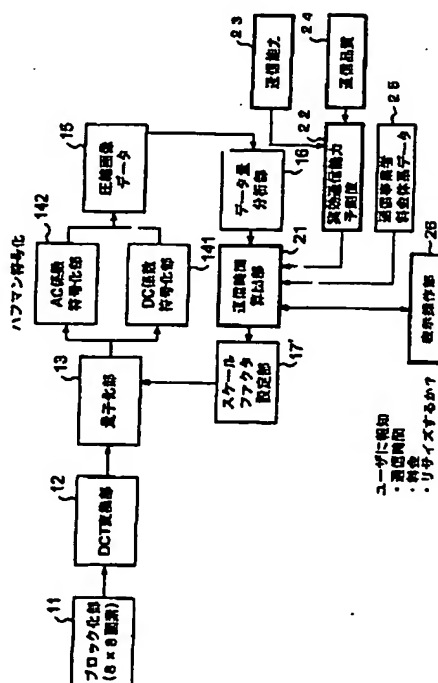 11
ブロック化部
(8×8画素)
12
DCT変換部
13
量子化部
ハフマン符号化
142
AC係数
符号化部
DC係数
符号化部
141
15
圧縮画像
データ
データ量
分布部
16
21
通信時間
算出部
スケール
ファクタ
設定部
17'
23
通信能力
24
通信品質
22
実効通信能力
予測値
25
通信事業者
料金体系データ
表示操作部
26
ユーザに報知
・通信時間
・料金
・リサイズするか?